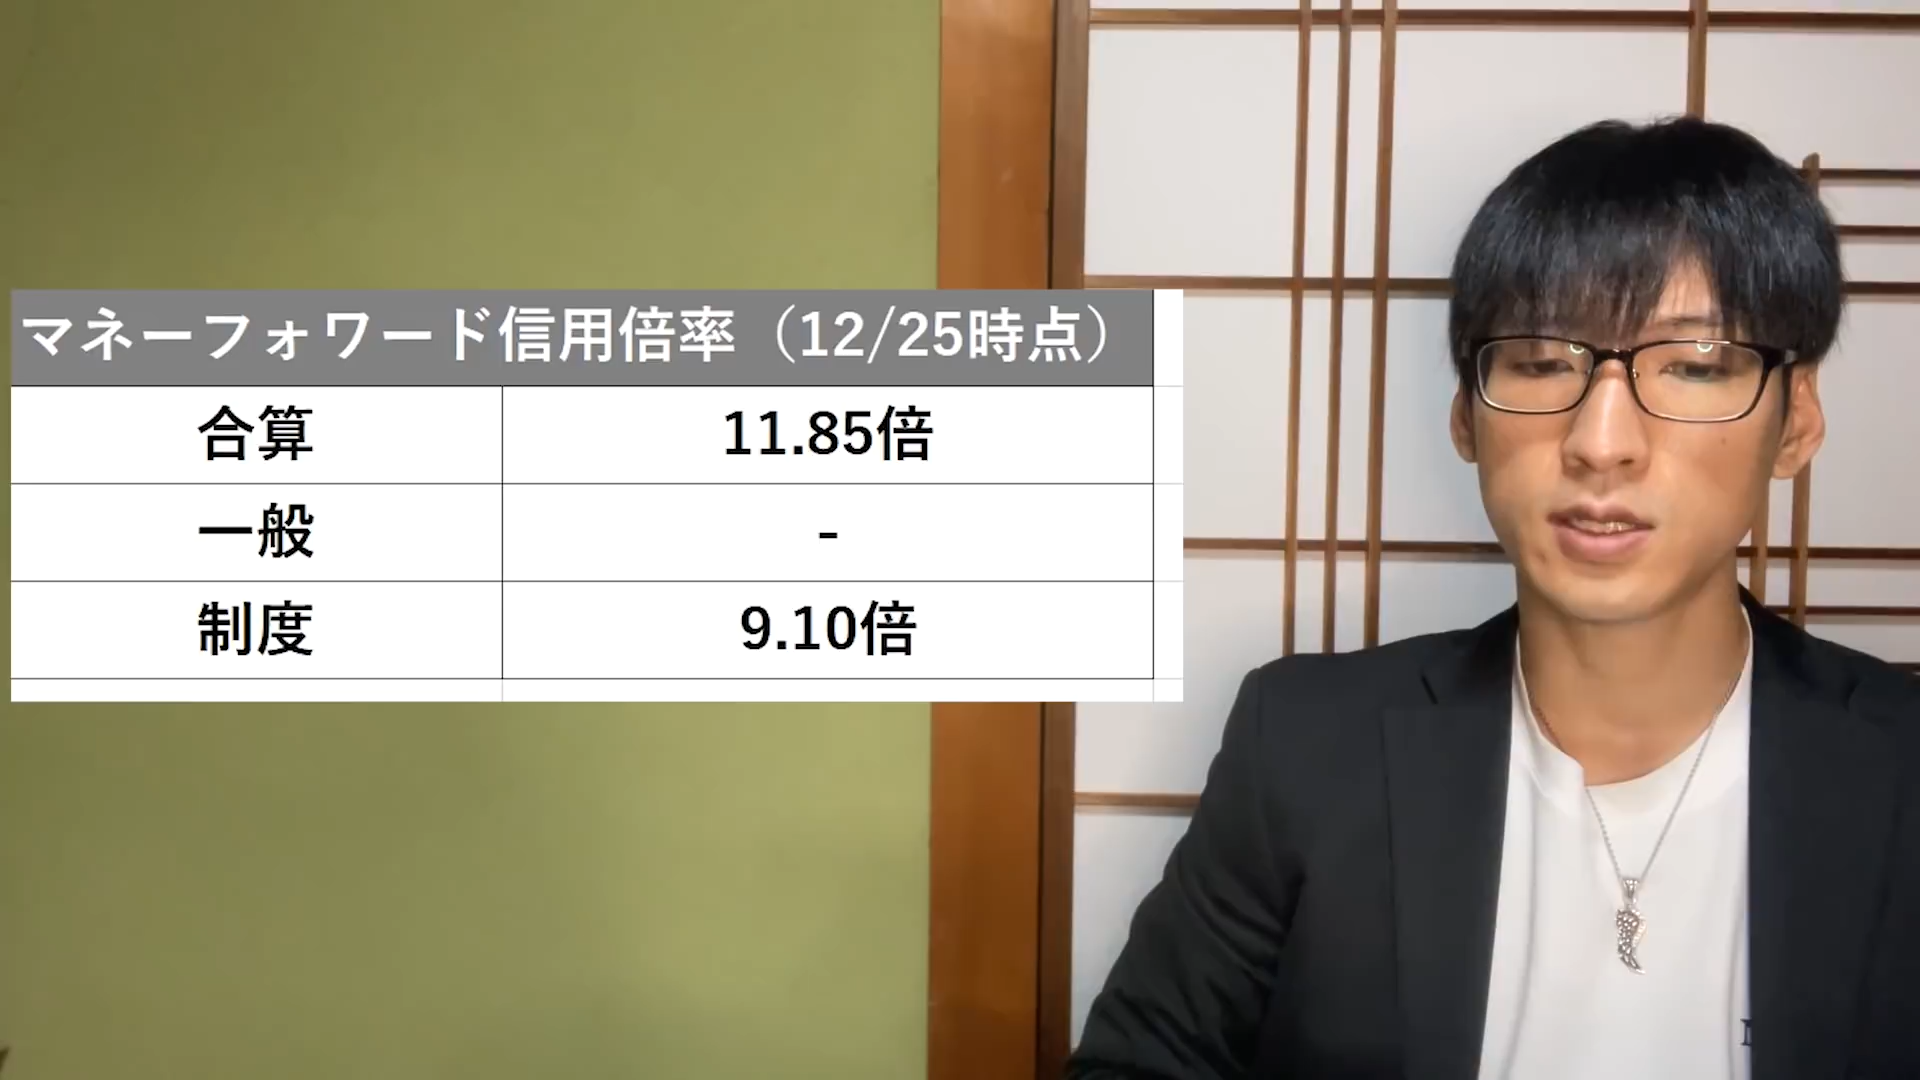 マネーフォワード信用倍率（12/25時点）
合算 11.85倍
一般 -
制度 9.10倍